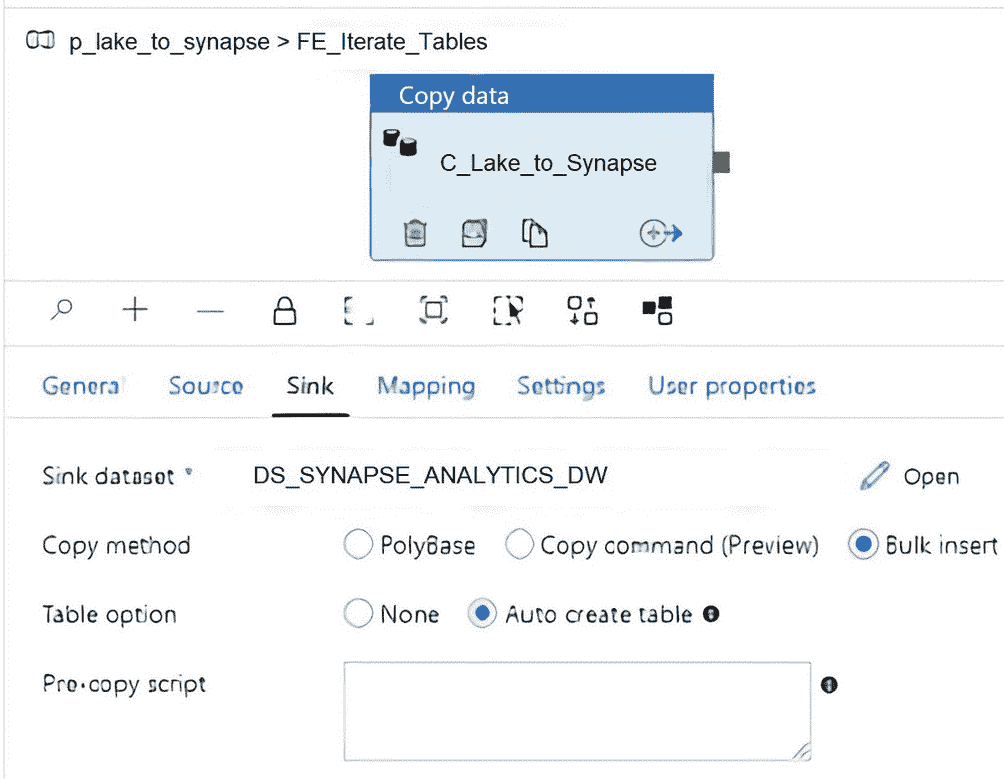 p_lake_to_synapse > FE_Iterate_Tables
Copy data
C_Lake_to_Synapse
General Source Sink Mapping Settings User properties
Sink dataset * DS_SYNAPSE_ANALYTICS_DW Open
Copy method PolyBase Copy command (Preview) Bulk insert
Table option None Auto create table
Pre-copy script